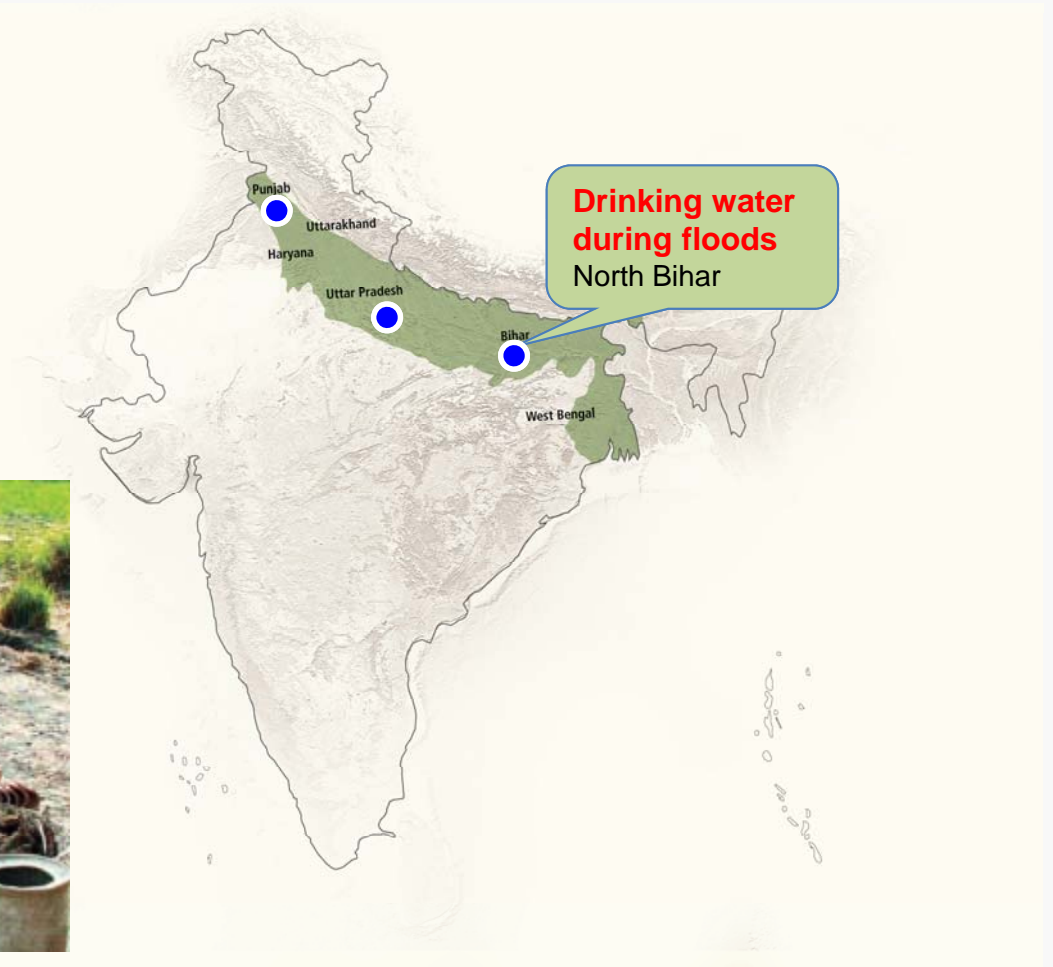 Punjab
Uttarakhand
Haryana
Uttar Pradesh
Drinking water
during floods
North Bihar
Bihar
West Bengal